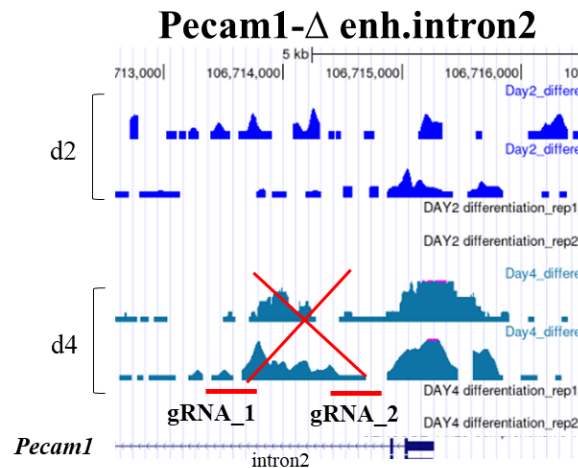 Pecam1-Δ enh.intron2
5 kb
713,000 106,714,000 106,715,000 106,716,000 10
Day2_differe
d2
Day2_differe
DAY2 differentiation_rep1
DAY2 differentiation_rep2
Day4_differe
d4
Day4_differe
DAY4 differentiation_rep1
gRNA_1 gRNA_2
DAY4 differentiation_rep2
Pecam1
intron2